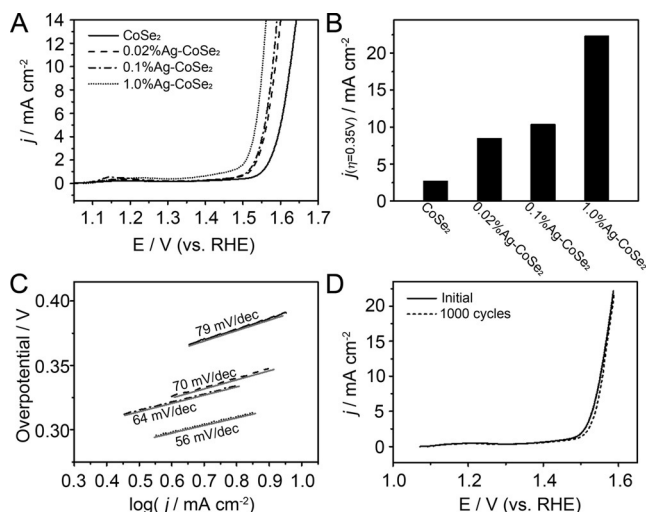 A
14
12
10
8
6
4
2
0
j / mA cm⁻²
CoSe₂
0.02%Ag-CoSe₂
0.1%Ag-CoSe₂
1.0%Ag-CoSe₂
1.1 1.2 1.3 1.4 1.5 1.6 1.7
E / V (vs. RHE)
B
20
15
10
5
0
j(η=0.35V) / mA cm⁻²
CoSe₂
0.02%Ag-CoSe₂
0.1%Ag-CoSe₂
1.0%Ag-CoSe₂
C
0.40
0.35
0.30
Overpotential / V
79 mV/dec
70 mV/dec
64 mV/dec
56 mV/dec
0.3 0.4 0.5 0.6 0.7 0.8 0.9 1.0
log( j / mA cm⁻²)
D
20
15
10
5
0
j / mA cm⁻²
Initial
1000 cycles
1.0 1.2 1.4 1.6
E / V (vs. RHE)